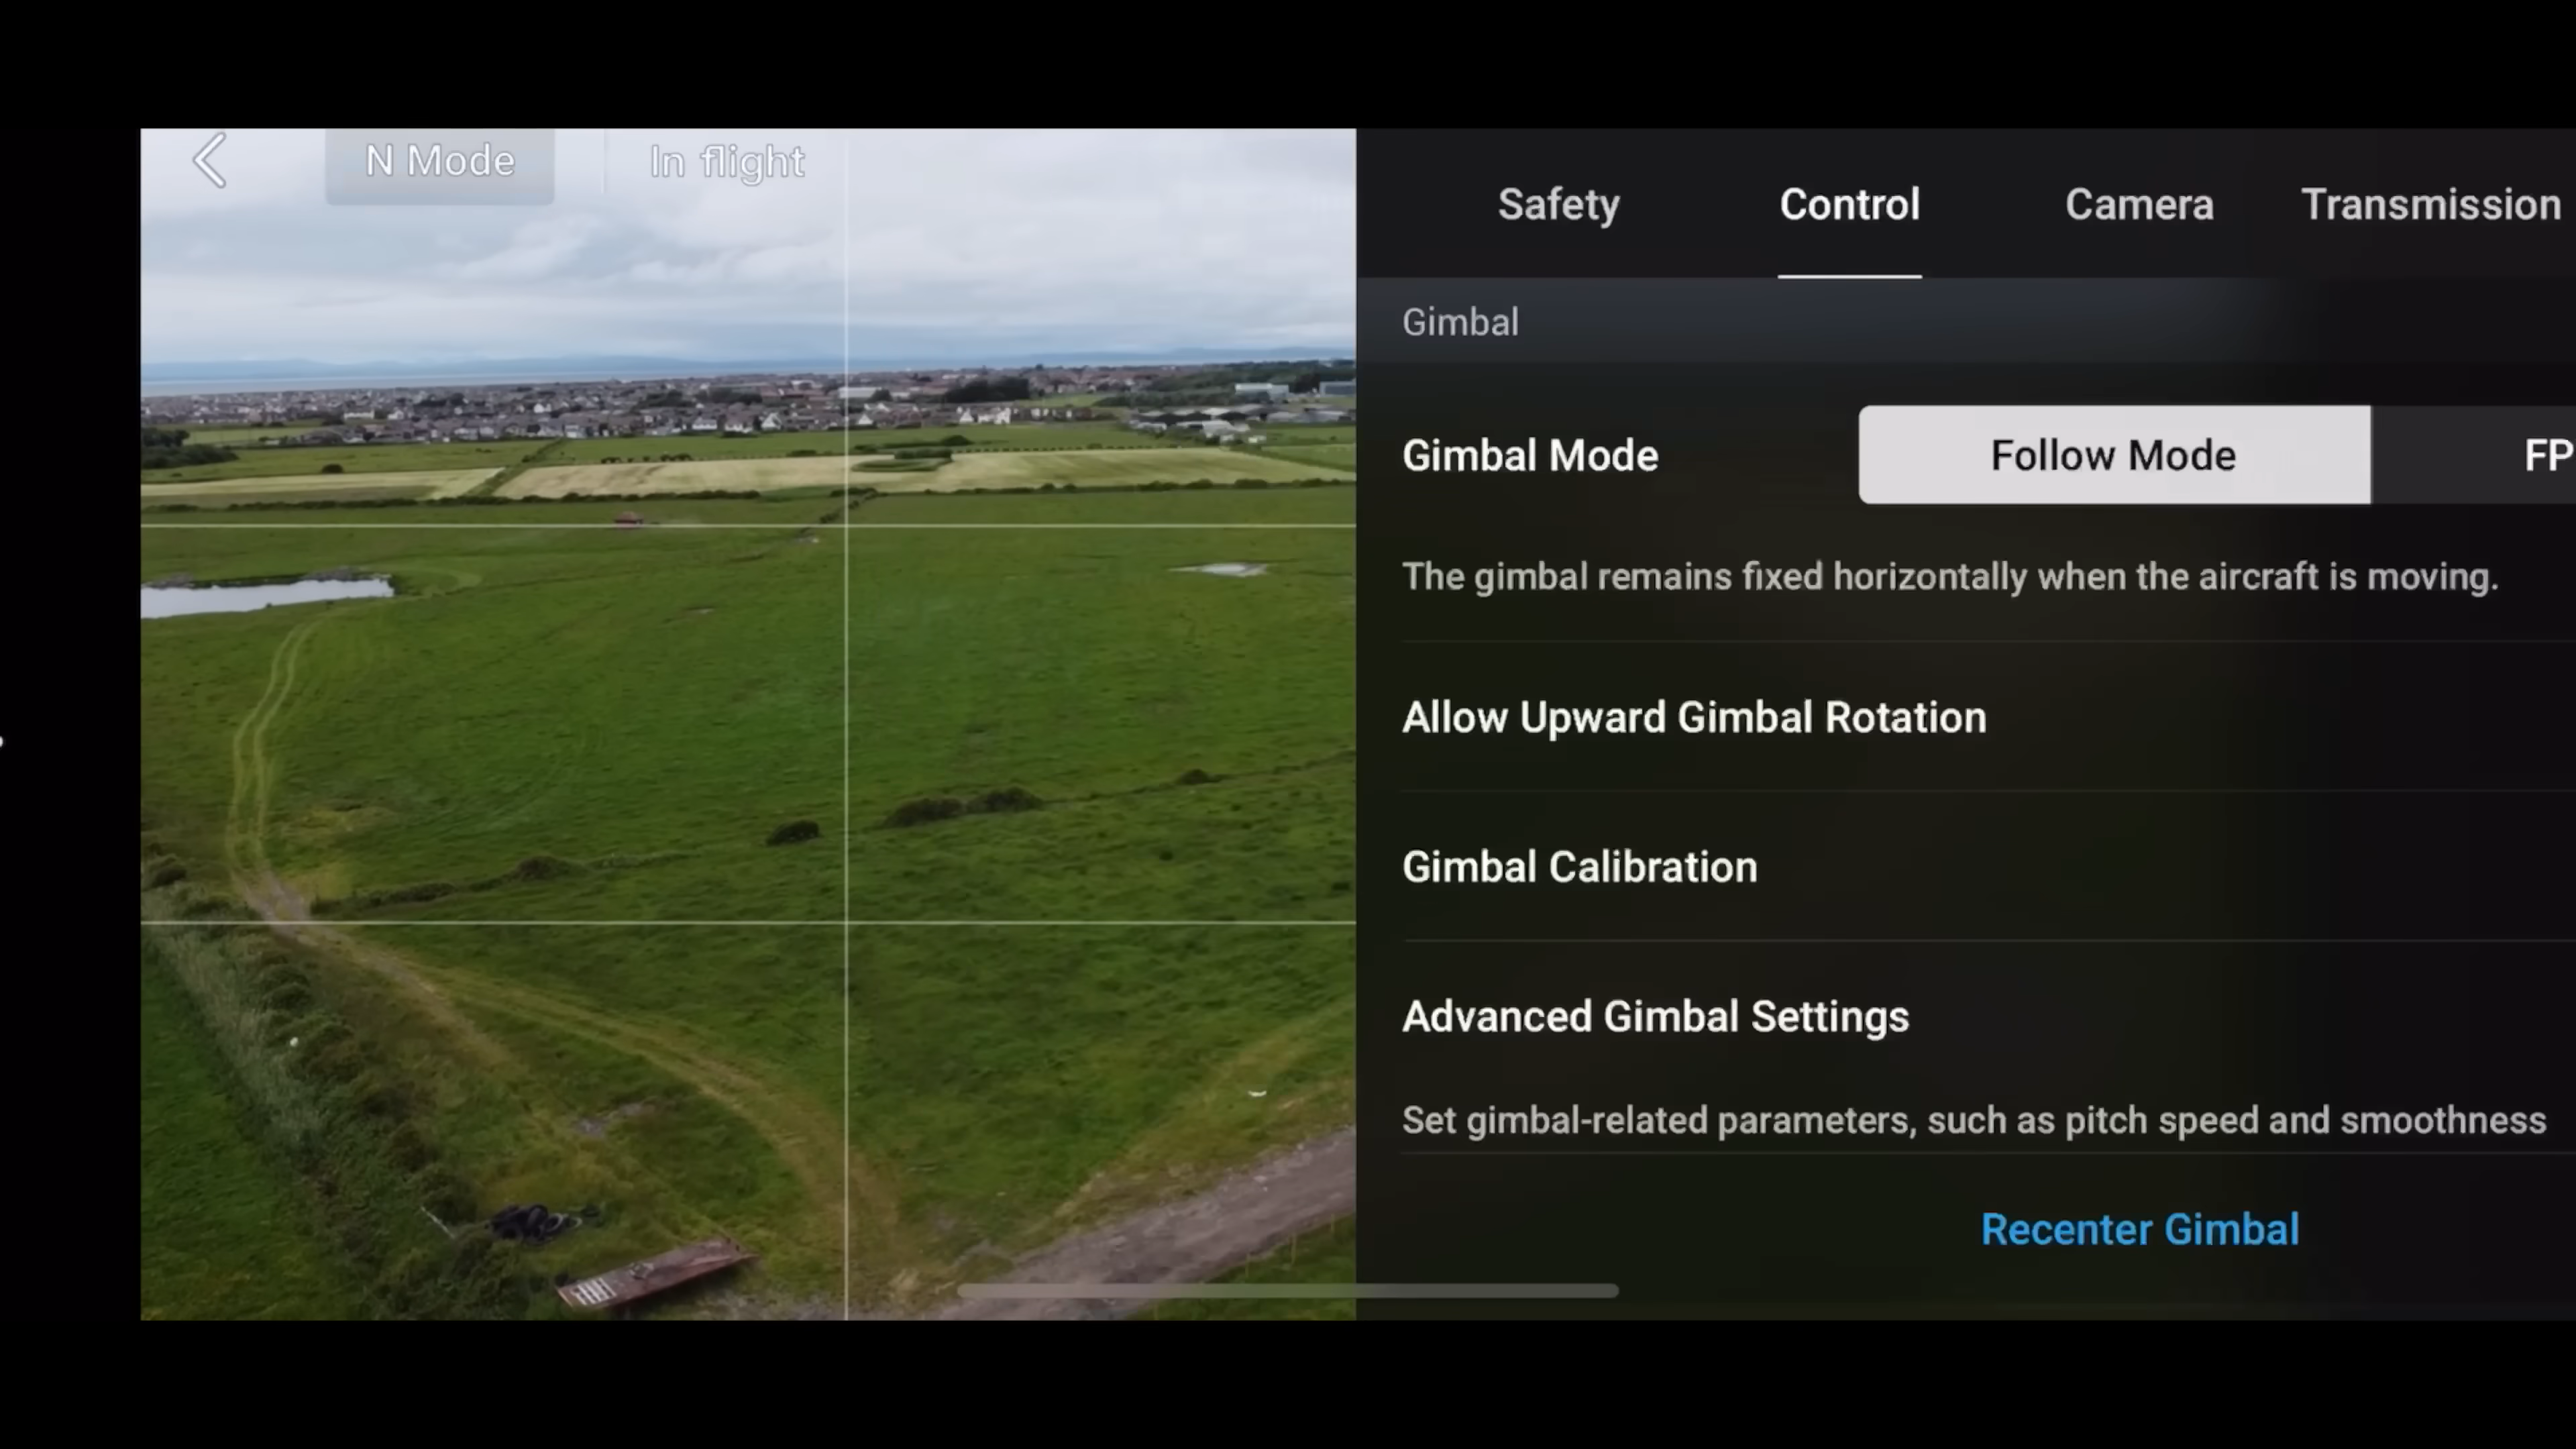 N Mode
In flight
Safety
Control
Camera
Transmission
Gimbal
Gimbal Mode
Follow Mode
FP
The gimbal remains fixed horizontally when the aircraft is moving.
Allow Upward Gimbal Rotation
Gimbal Calibration
Advanced Gimbal Settings
Set gimbal-related parameters, such as pitch speed and smoothness
Recenter Gimbal